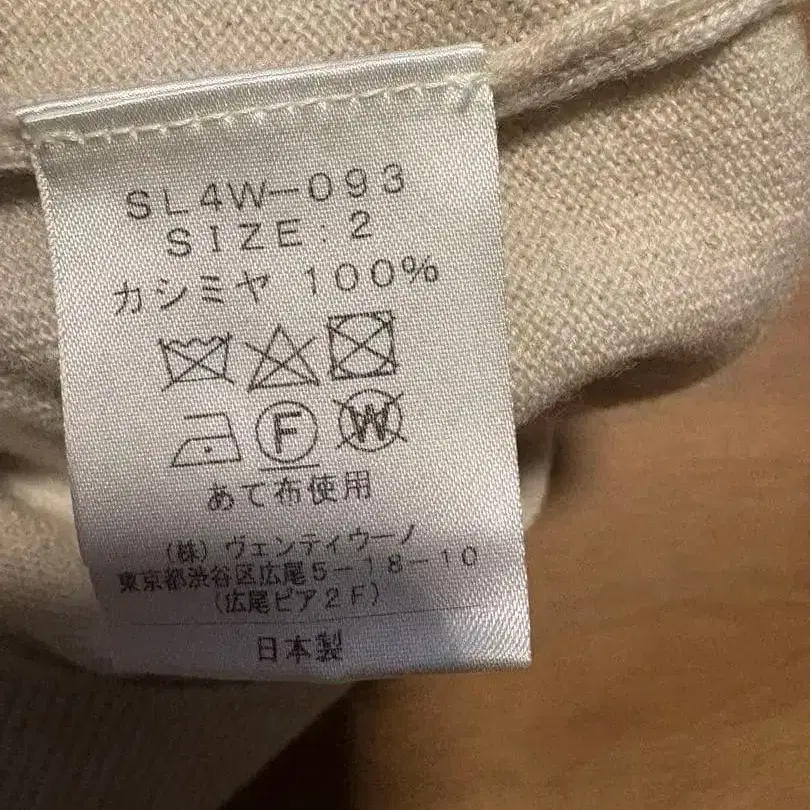 SL4W-093
SIZE:2
カシミヤ 100%
F W
あて布使用
(株) ヴェンティウーノ
東京都渋谷区広尾5-18-10
(広尾ピア2F)
日本製